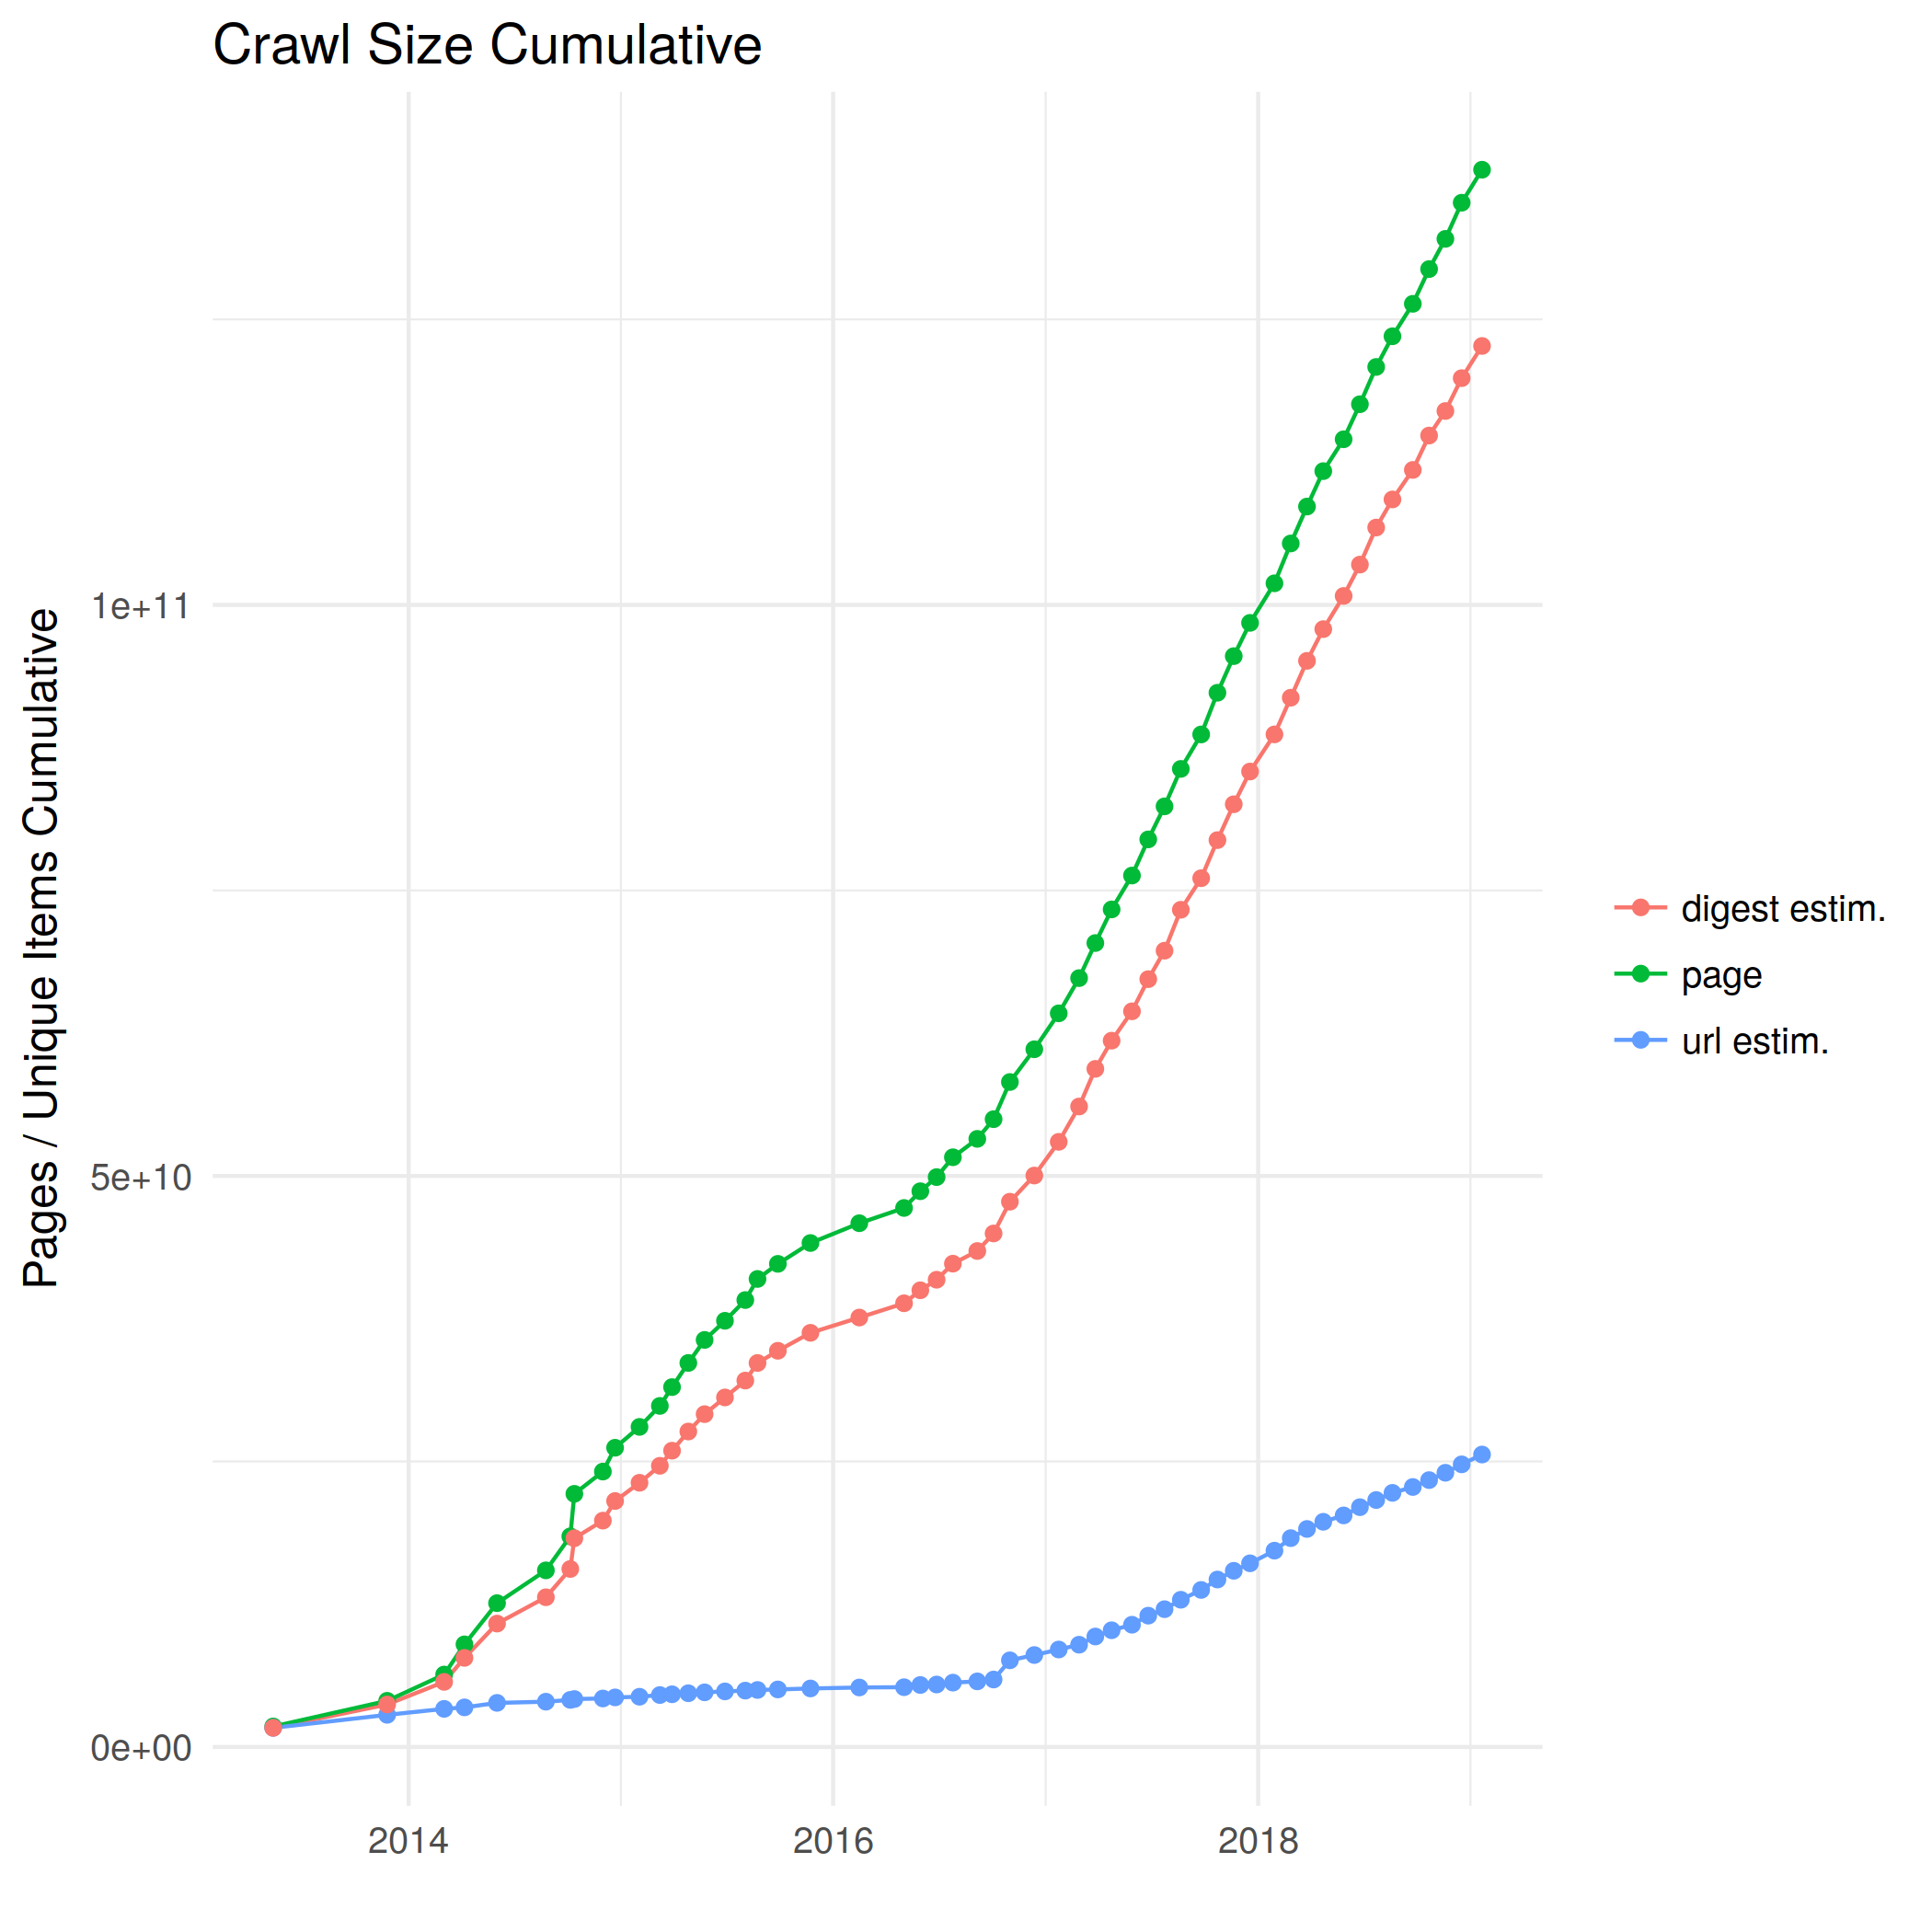 Crawl Size Cumulative
Pages / Unique Items Cumulative
1e+11
5e+10
0e+00
2014
2016
2018
digest estim.
page
url estim.